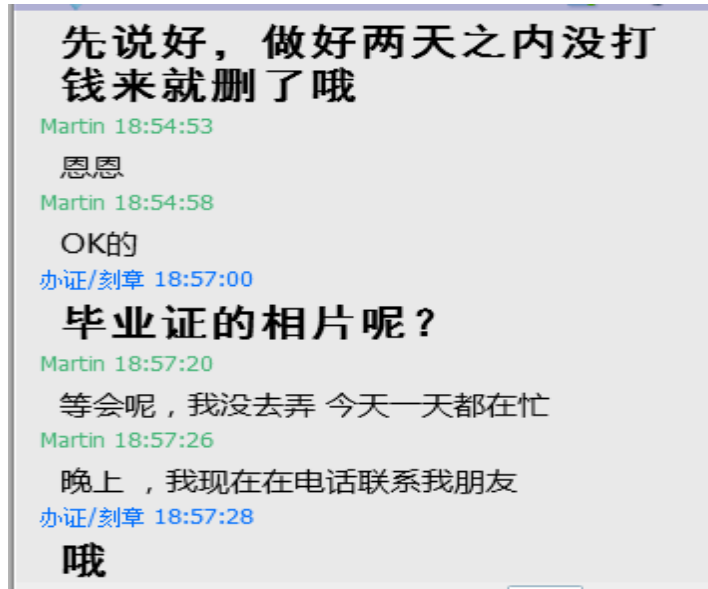 先说好，做好两天之内没打
钱来就删了哦
Martin 18:54:53
恩恩
Martin 18:54:58
OK的
办证/刻章 18:57:00
毕业证的相片呢？
Martin 18:57:20
等会呢，我没去弄 今天一天都在忙
Martin 18:57:26
晚上 ，我现在在电话联系我朋友
办证/刻章 18:57:28
哦